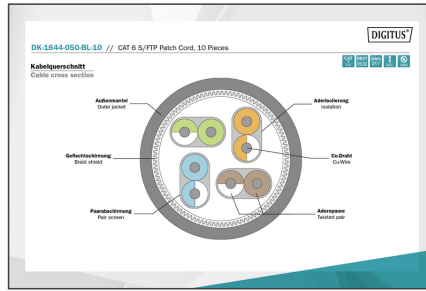 DIGITUS®
DK-1644-050-BL-10 // CAT 6 S/FTP Patch Cord, 10 Pieces
Kabelquerschnitt
Cable cross section
Außenmantel
Outer jacket
Aderisolierung
Isolation
Geflechtschirmung
Braid shield
Cu-Draht
Cu-Wire
Paarabschirmung
Pair screen
Adernpaare
Twisted pair